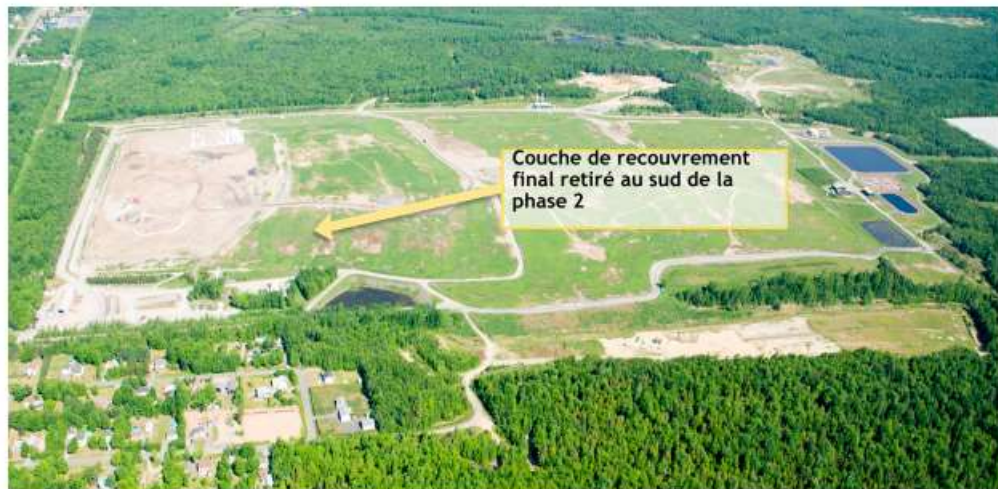 Couche de recouvrement
final retiré au sud de la
phase 2